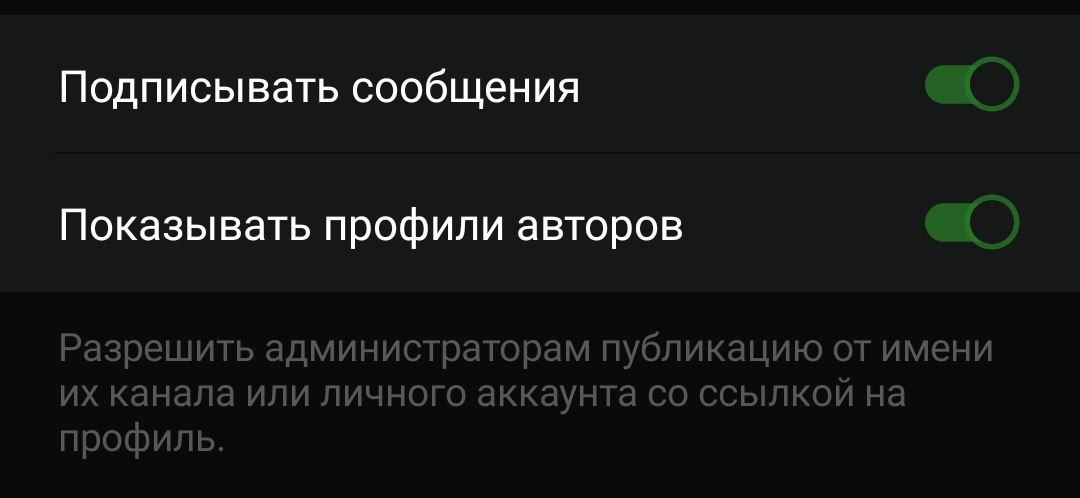 Подписывать сообщения
Показывать профили авторов
Разрешить администраторам публикацию от имени
их канала или личного аккаунта со ссылкой на
профиль.